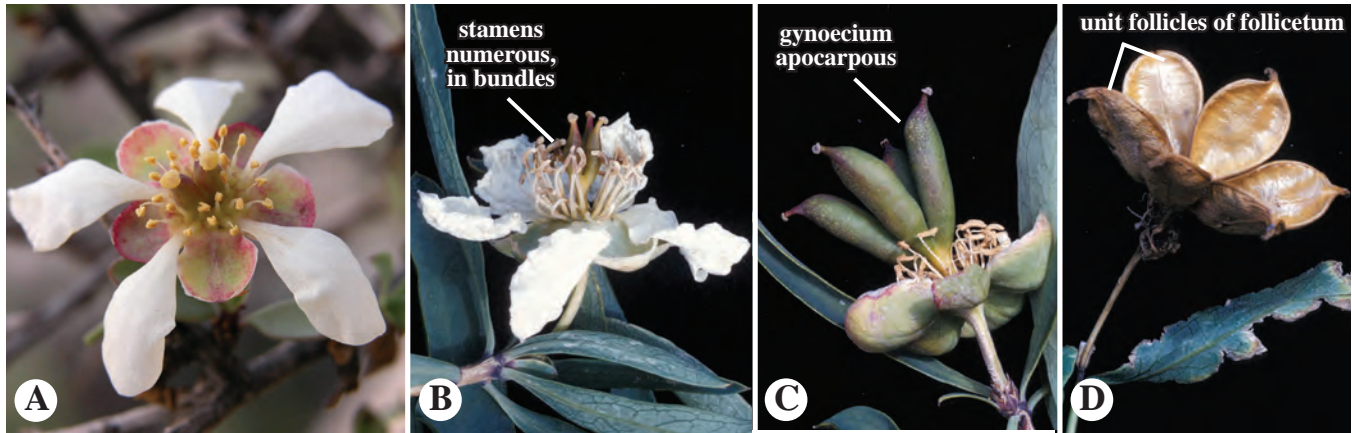 stamens
numerous,
in bundles
gynoecium
apocarpous
unit follicles of follicetum
A
B
C
D